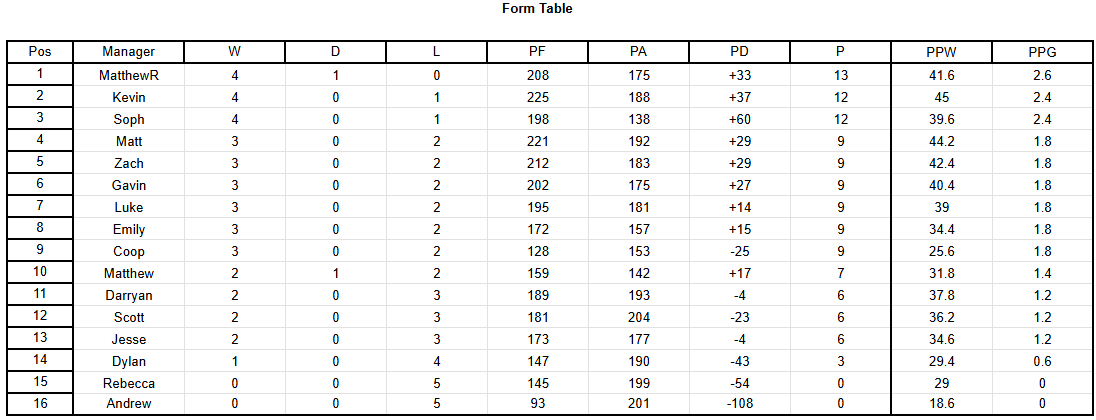 Form Table
Pos Manager W D L PF PA PD P PPW PPG
1 MatthewR 4 1 0 208 175 +33 13 41.6 2.6
2 Kevin 4 0 1 225 188 +37 12 45 2.4
3 Soph 4 0 1 198 138 +60 12 39.6 2.4
4 Matt 3 0 2 221 192 +29 9 44.2 1.8
5 Zach 3 0 2 212 183 +29 9 42.4 1.8
6 Gavin 3 0 2 202 175 +27 9 40.4 1.8
7 Luke 3 0 2 195 181 +14 9 39 1.8
8 Emily 3 0 2 172 157 +15 9 34.4 1.8
9 Coop 3 0 2 128 153 -25 9 25.6 1.8
10 Matthew 2 1 2 159 142 +17 7 31.8 1.4
11 Darryan 2 0 3 189 193 -4 6 37.8 1.2
12 Scott 2 0 3 181 204 -23 6 36.2 1.2
13 Jesse 2 0 3 173 177 -4 6 34.6 1.2
14 Dylan 1 0 4 147 190 -43 3 29.4 0.6
15 Rebecca 0 0 5 145 199 -54 0 29 0
16 Andrew 0 0 5 93 201 -108 0 18.6 0